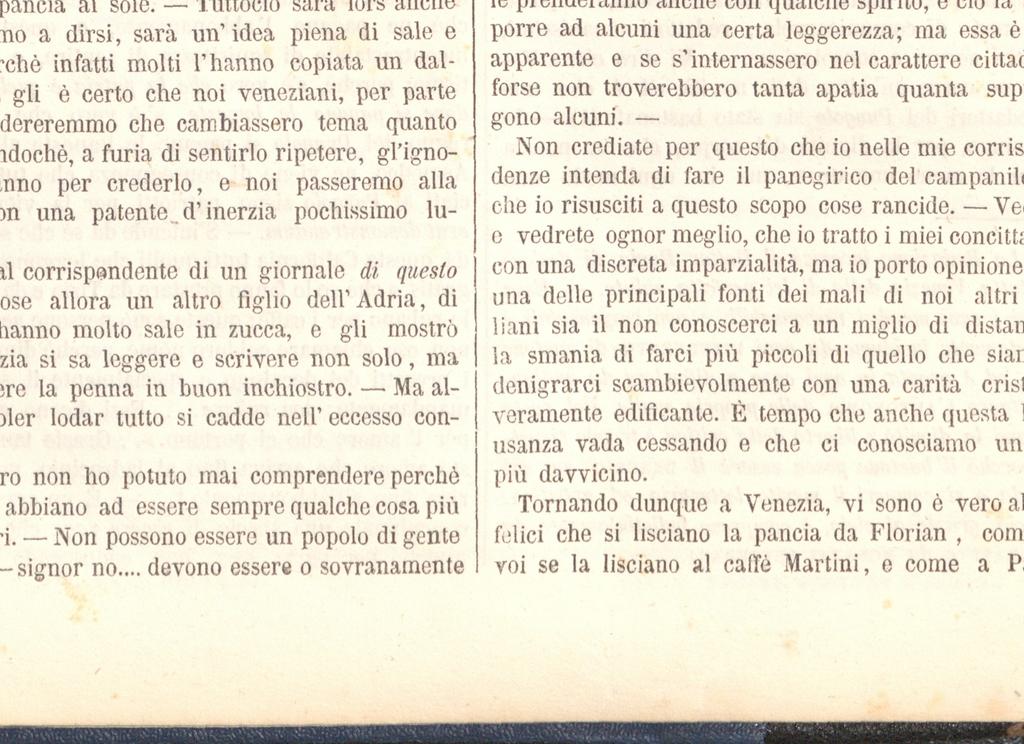 pancia al sole. — Tuttociò sarà fors'anche
mo a dirsi, sarà un'idea piena di sale e
rchè infatti molti l'hanno copiata un dal-
gli è certo che noi veneziani, per parte
dereremmo che cambiassero tema quanto
ndochè, a furia di sentirlo ripetere, gl'igno-
anno per crederlo, e noi passeremo alla
on una patente d'inerzia pochissimo lu-
al corrispondente di un giornale di questo
ose allora un altro figlio dell'Adria, di
hanno molto sale in zucca, e gli mostrò
zia si sa leggere e scrivere non solo, ma
ere la penna in buon inchiostro. — Ma al-
oler lodar tutto si cadde nell'eccesso con-
ro non ho potuto mai comprendere perchè
abbiano ad essere sempre qualche cosa più
ri. — Non possono essere un popolo di gente
— signor no.... devono essere o sovranamente
le prenderanno anche con qualche spirito, e ciò fa
porre ad alcuni una certa leggerezza; ma essa è
apparente e se s'internassero nel carattere cittad
forse non troverebbero tanta apatia quanta sup
gono alcuni. —
Non crediate per questo che io nelle mie corris
denze intenda di fare il panegirico del campanile
che io risusciti a questo scopo cose rancide. — Ve
e vedrete ognor meglio, che io tratto i miei concitta
con una discreta imparzialità, ma io porto opinione
una delle principali fonti dei mali di noi altri
liani sia il non conoscerci a un miglio di distan
la smania di farci più piccoli di quello che siam
denigrarci scambievolmente con una carità crist
veramente edificante. È tempo che anche questa
usanza vada cessando e che ci conosciamo un
più davvicino.
Tornando dunque a Venezia, vi sono è vero al
felici che si lisciano la pancia da Florian, com
voi se la lisciano al caffè Martini, e come a P